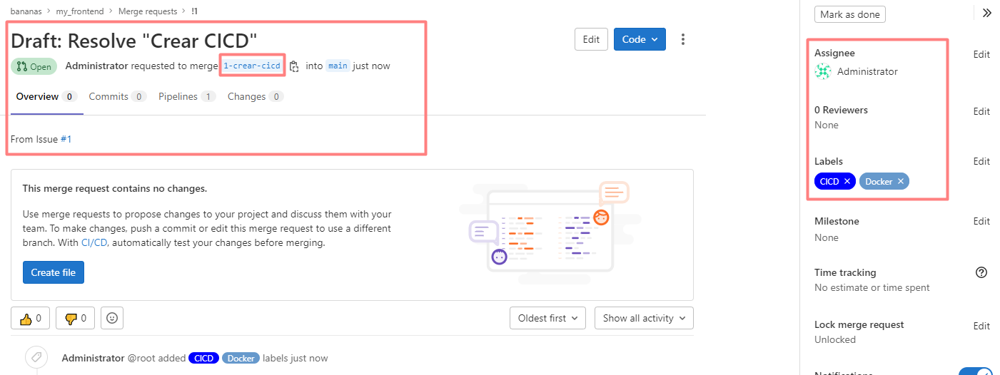 bananas > my_frontend > Merge requests > !1
Draft: Resolve "Crear CICD"
Edit
Code
Open
Administrator requested to merge 1-crear-cicd into main just now
Overview 0
Commits 0
Pipelines 1
Changes 0
From Issue #1
This merge request contains no changes.
Use merge requests to propose changes to your project and discuss them with your
team. To make changes, push a commit or edit this merge request to use a different
branch. With CI/CD, automatically test your changes before merging.
Create file
0
0
Oldest first
Show all activity
Administrator @root added CICD Docker labels just now
Mark as done
Assignee
Edit
Administrator
0 Reviewers
Edit
None
Labels
Edit
CICD ×
Docker ×
Milestone
Edit
None
Time tracking
No estimate or time spent
Lock merge request
Edit
Unlocked
Notifications